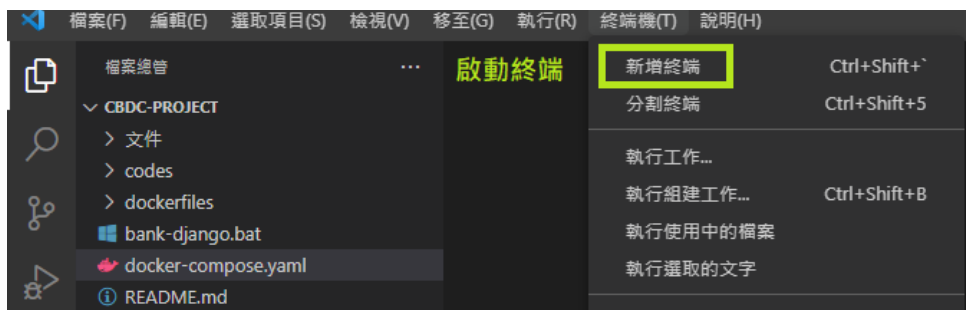 檔案(F) 編輯(E) 選取項目(S) 檢視(V) 移至(G) 執行(R) 終端機(T) 說明(H)
檔案總管 ...
啟動終端
CBDC-PROJECT
文件
codes
dockerfiles
bank-django.bat
docker-compose.yaml
README.md
新增終端 Ctrl+Shift+`
分割終端 Ctrl+Shift+5
執行工作...
執行組建工作... Ctrl+Shift+B
執行使用中的檔案
執行選取的文字